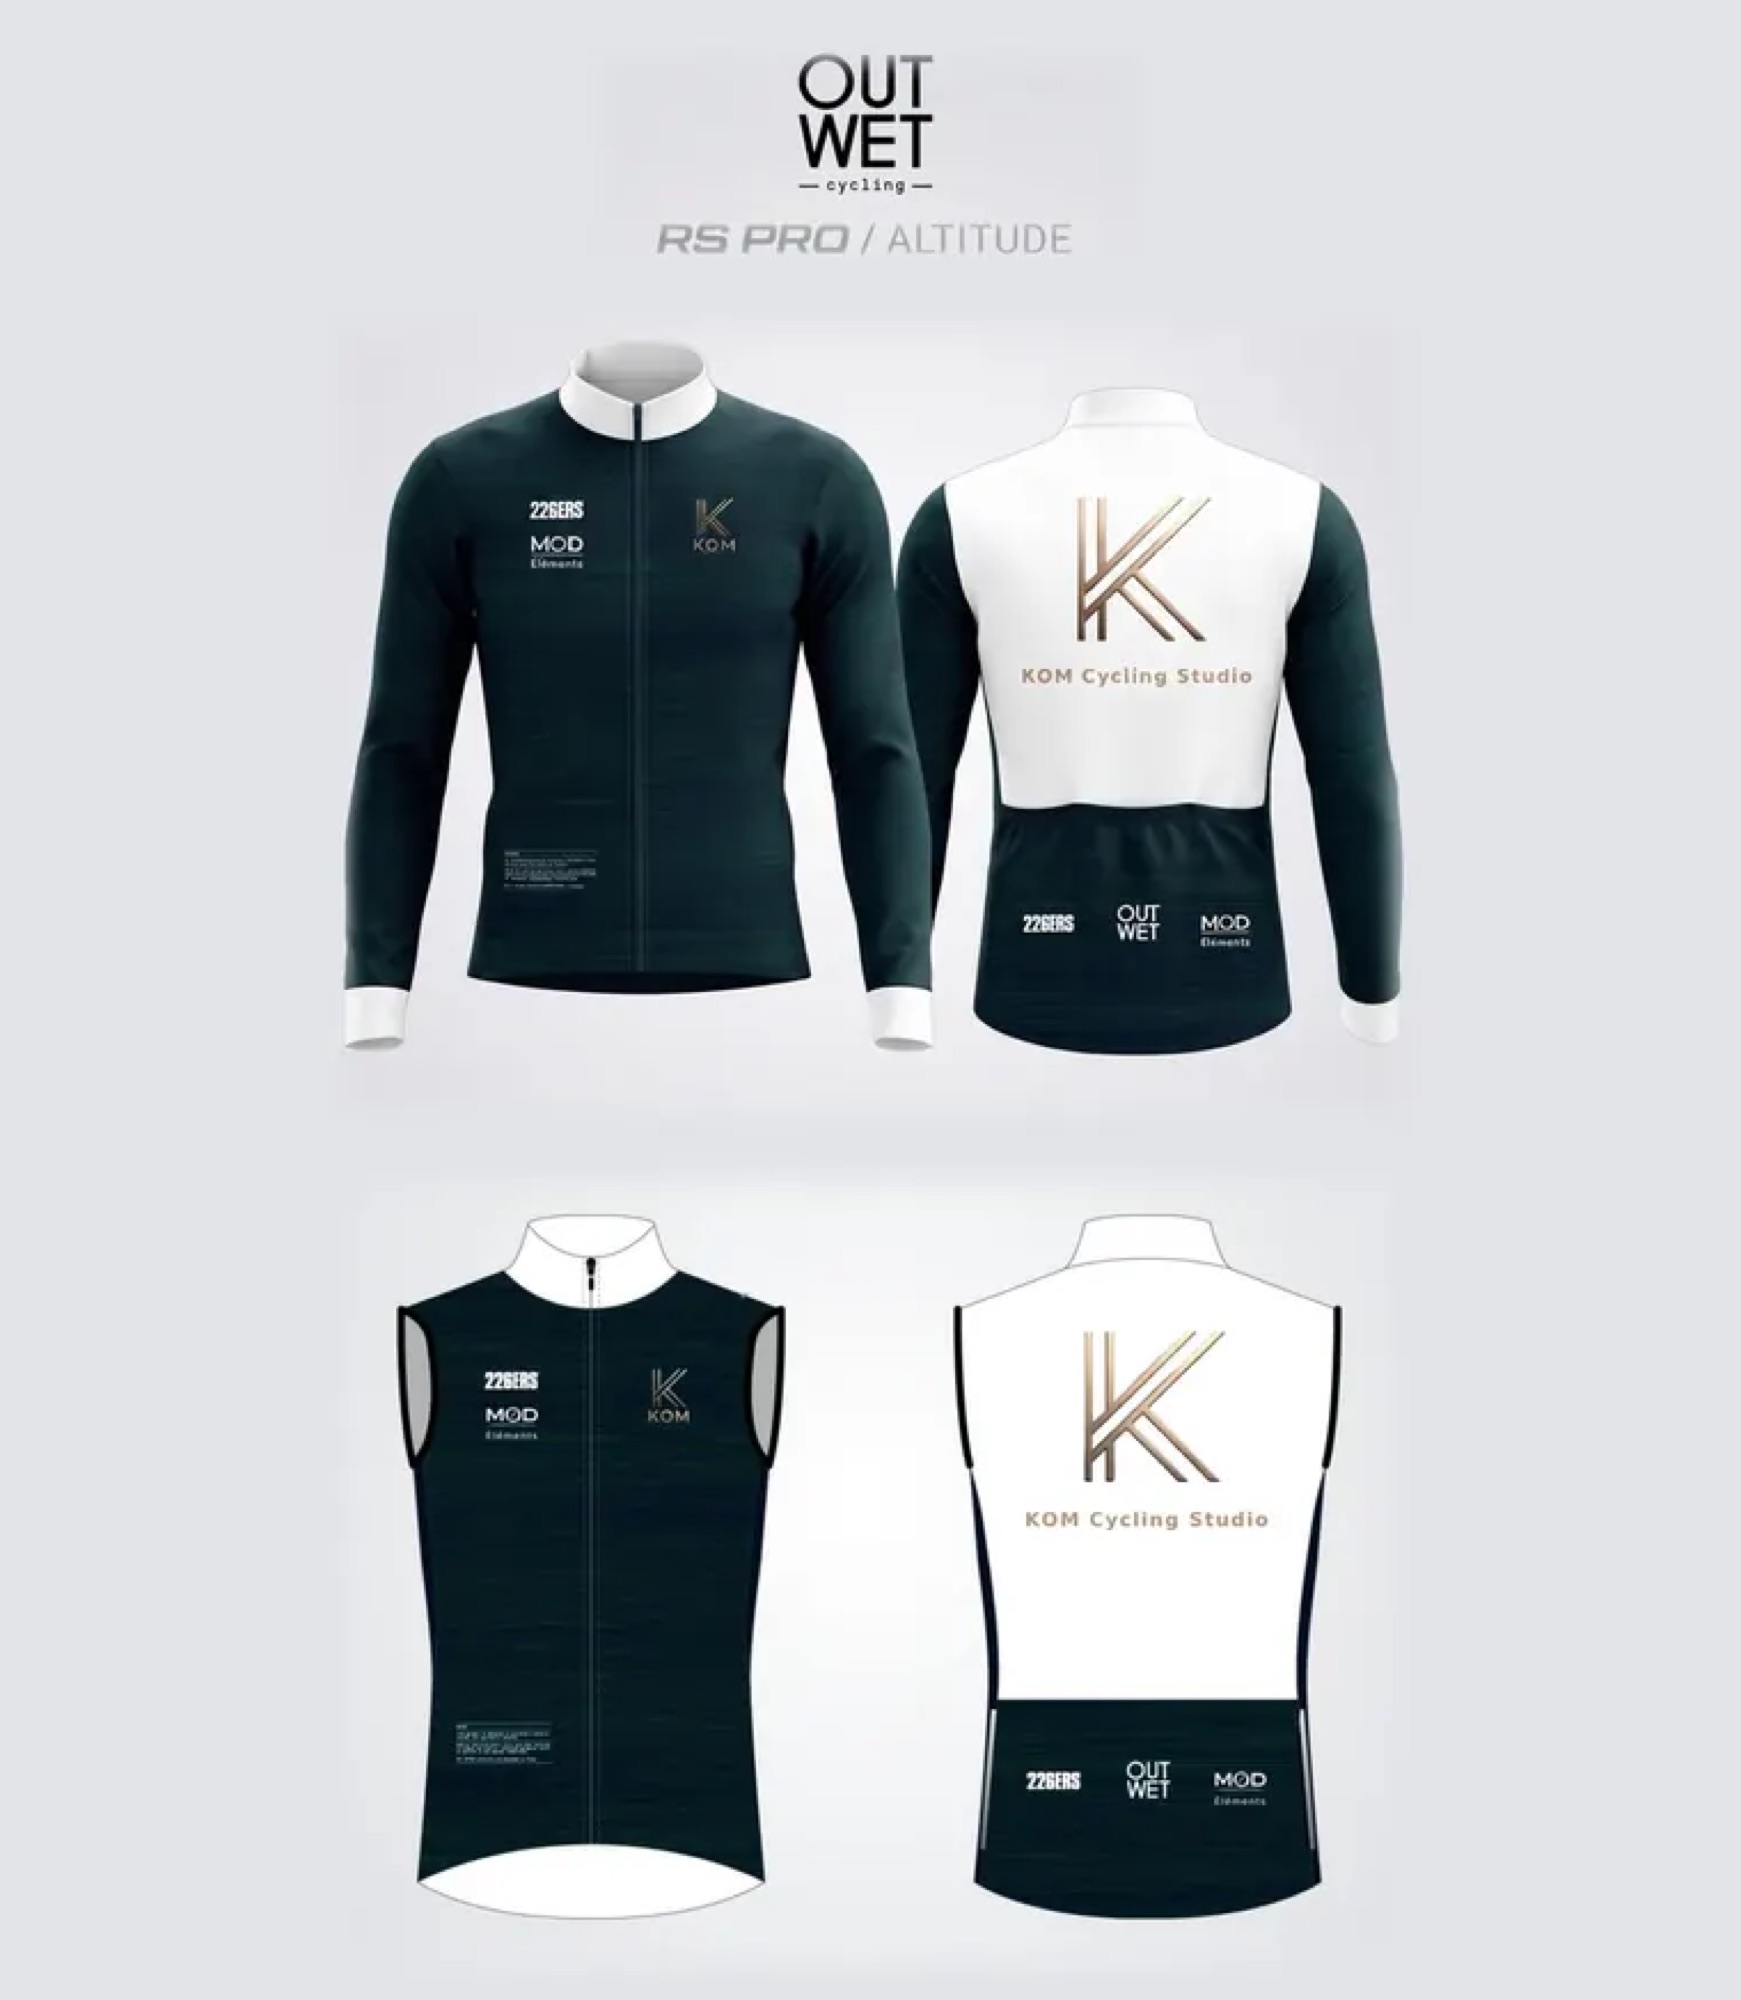 OUT
WET
cycling
RS PRO / ALTITUDE
226ERS
MOD
Eléments
K
KOM
K
KOM Cycling Studio
226ERS
OUT
WET
MOD
Eléments
226ERS
MOD
Eléments
K
KOM
K
KOM Cycling Studio
226ERS
OUT
WET
MOD
Eléments